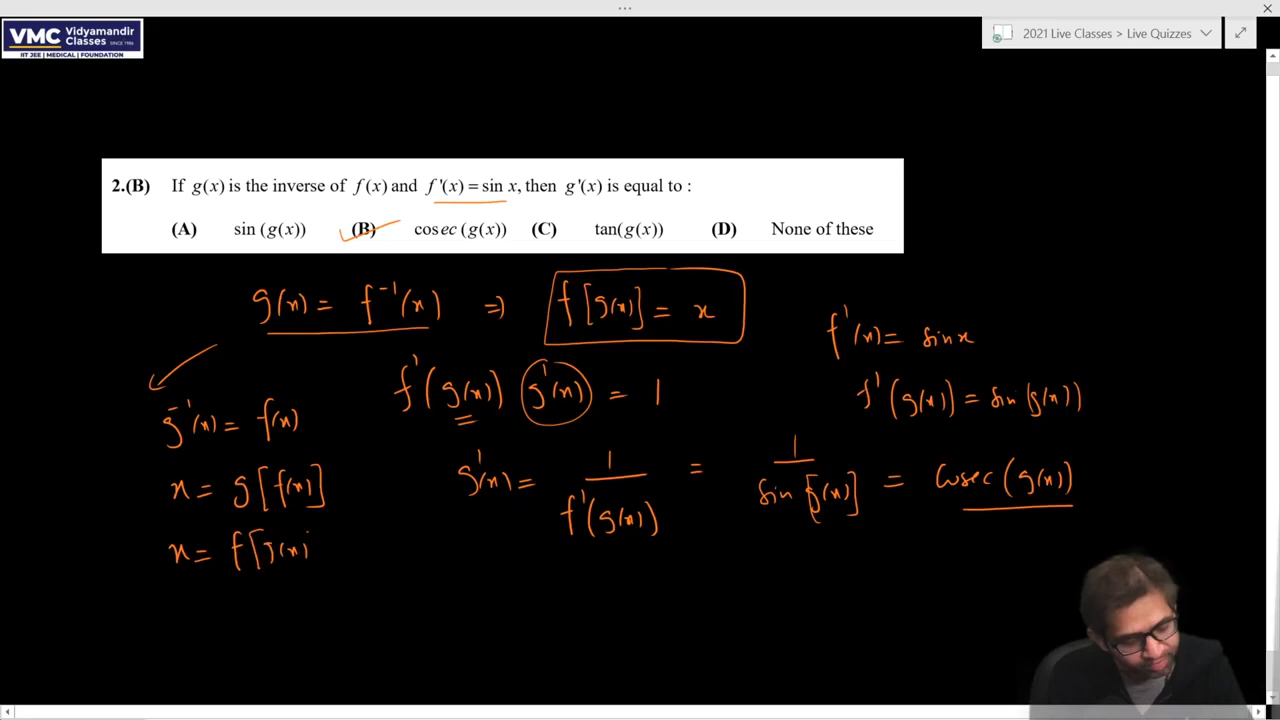 VMC Vidyamandir Classes SINCE 1986
IIT JEE | MEDICAL | FOUNDATION
2021 Live Classes > Live Quizzes
2.(B) If g(x) is the inverse of f(x) and f'(x) = sin x, then g'(x) is equal to :
(A) sin (g(x)) (B) cosec (g(x)) (C) tan(g(x)) (D) None of these
g(x) = f⁻¹(x) ⇒ f[g(x)] = x
f'(x) = sin x
f'(g(x)) g'(x) = 1
f'(g(x)) = sin(g(x))
g⁻¹(x) = f(x)
g'(x) = 1/f'(g(x)) = 1/sin[g(x)] = cosec(g(x))
x = g[f(x)]
x = f[g(x)